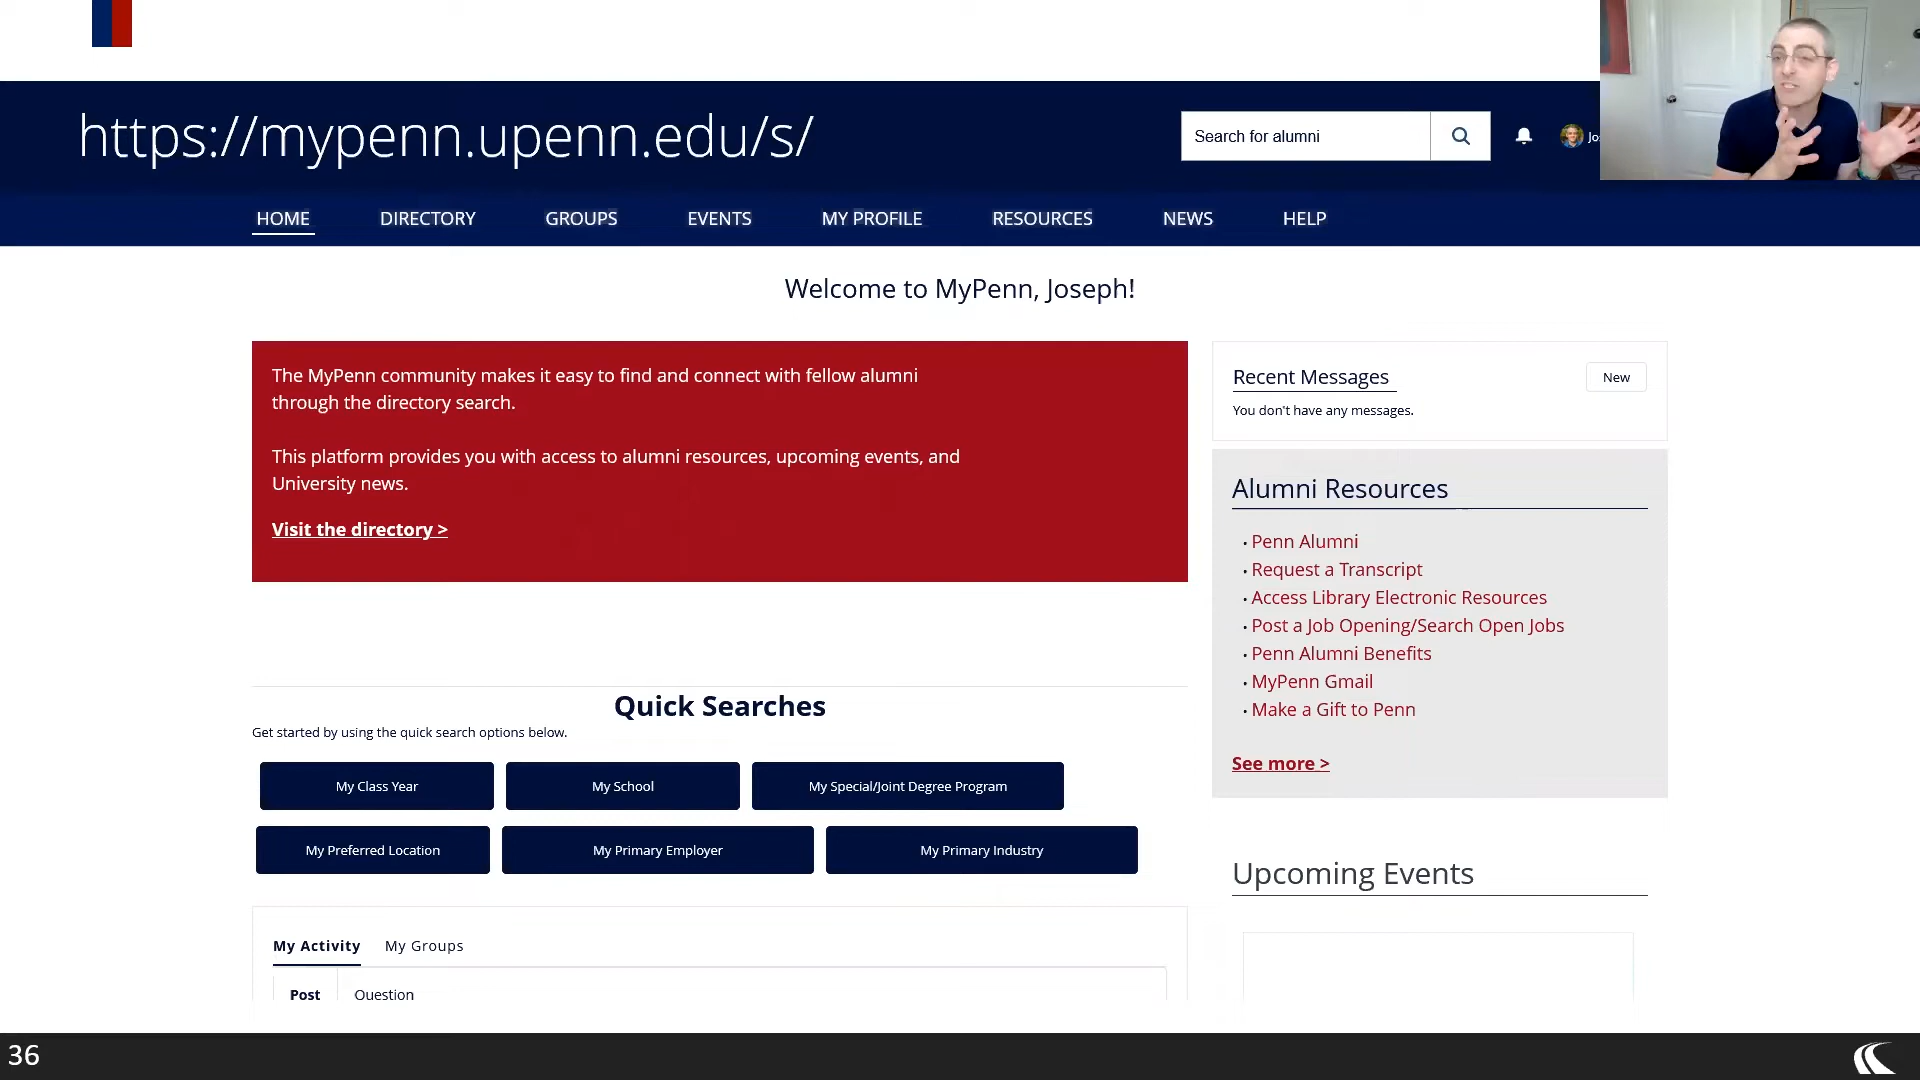 https://mypenn.upenn.edu/s/
Search for alumni
HOME DIRECTORY GROUPS EVENTS MY PROFILE RESOURCES NEWS HELP
Welcome to MyPenn, Joseph!
The MyPenn community makes it easy to find and connect with fellow alumni
through the directory search.
This platform provides you with access to alumni resources, upcoming events, and
University news.
Visit the directory >
Recent Messages
New
You don't have any messages.
Alumni Resources
• Penn Alumni
• Request a Transcript
• Access Library Electronic Resources
• Post a Job Opening/Search Open Jobs
• Penn Alumni Benefits
• MyPenn Gmail
• Make a Gift to Penn
See more >
Quick Searches
Get started by using the quick search options below.
My Class Year
My School
My Special/Joint Degree Program
My Preferred Location
My Primary Employer
My Primary Industry
Upcoming Events
My Activity My Groups
Post Question
36